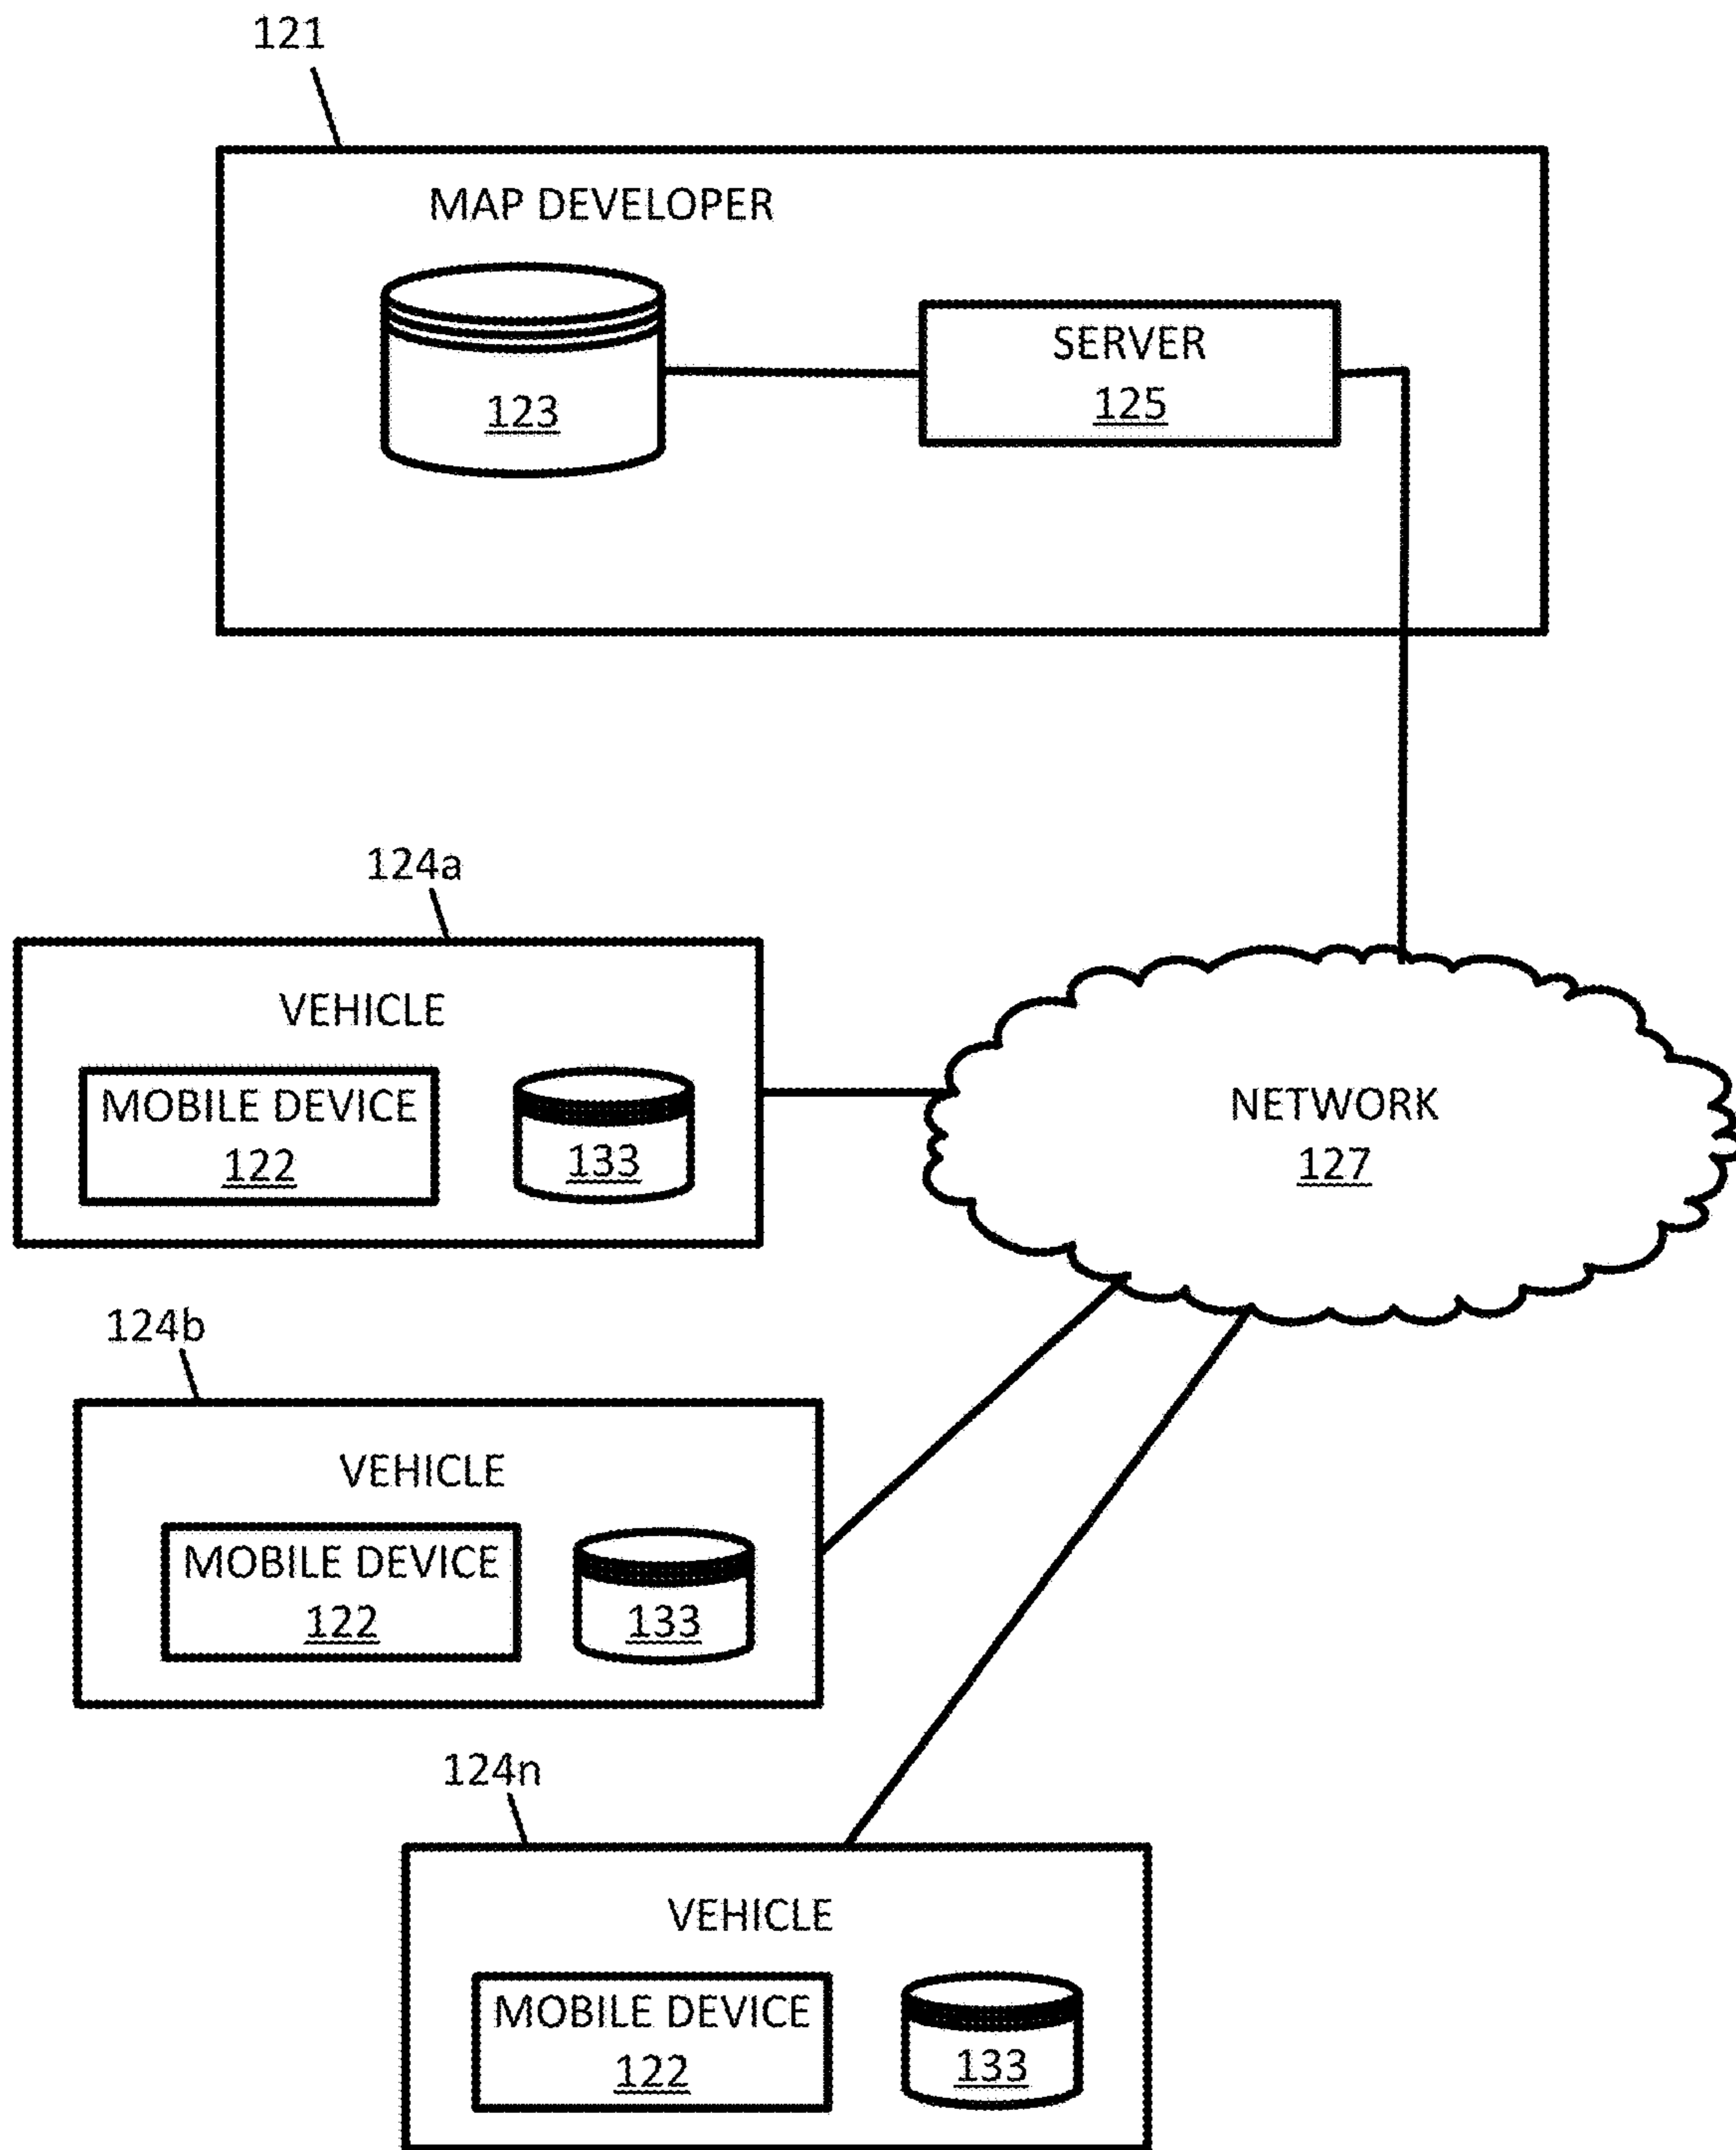 121
MAP DEVELOPER
123
SERVER
125
124a
VEHICLE
MOBILE DEVICE
122
133
NETWORK
127
124b
VEHICLE
MOBILE DEVICE
122
133
124n
VEHICLE
MOBILE DEVICE
122
133